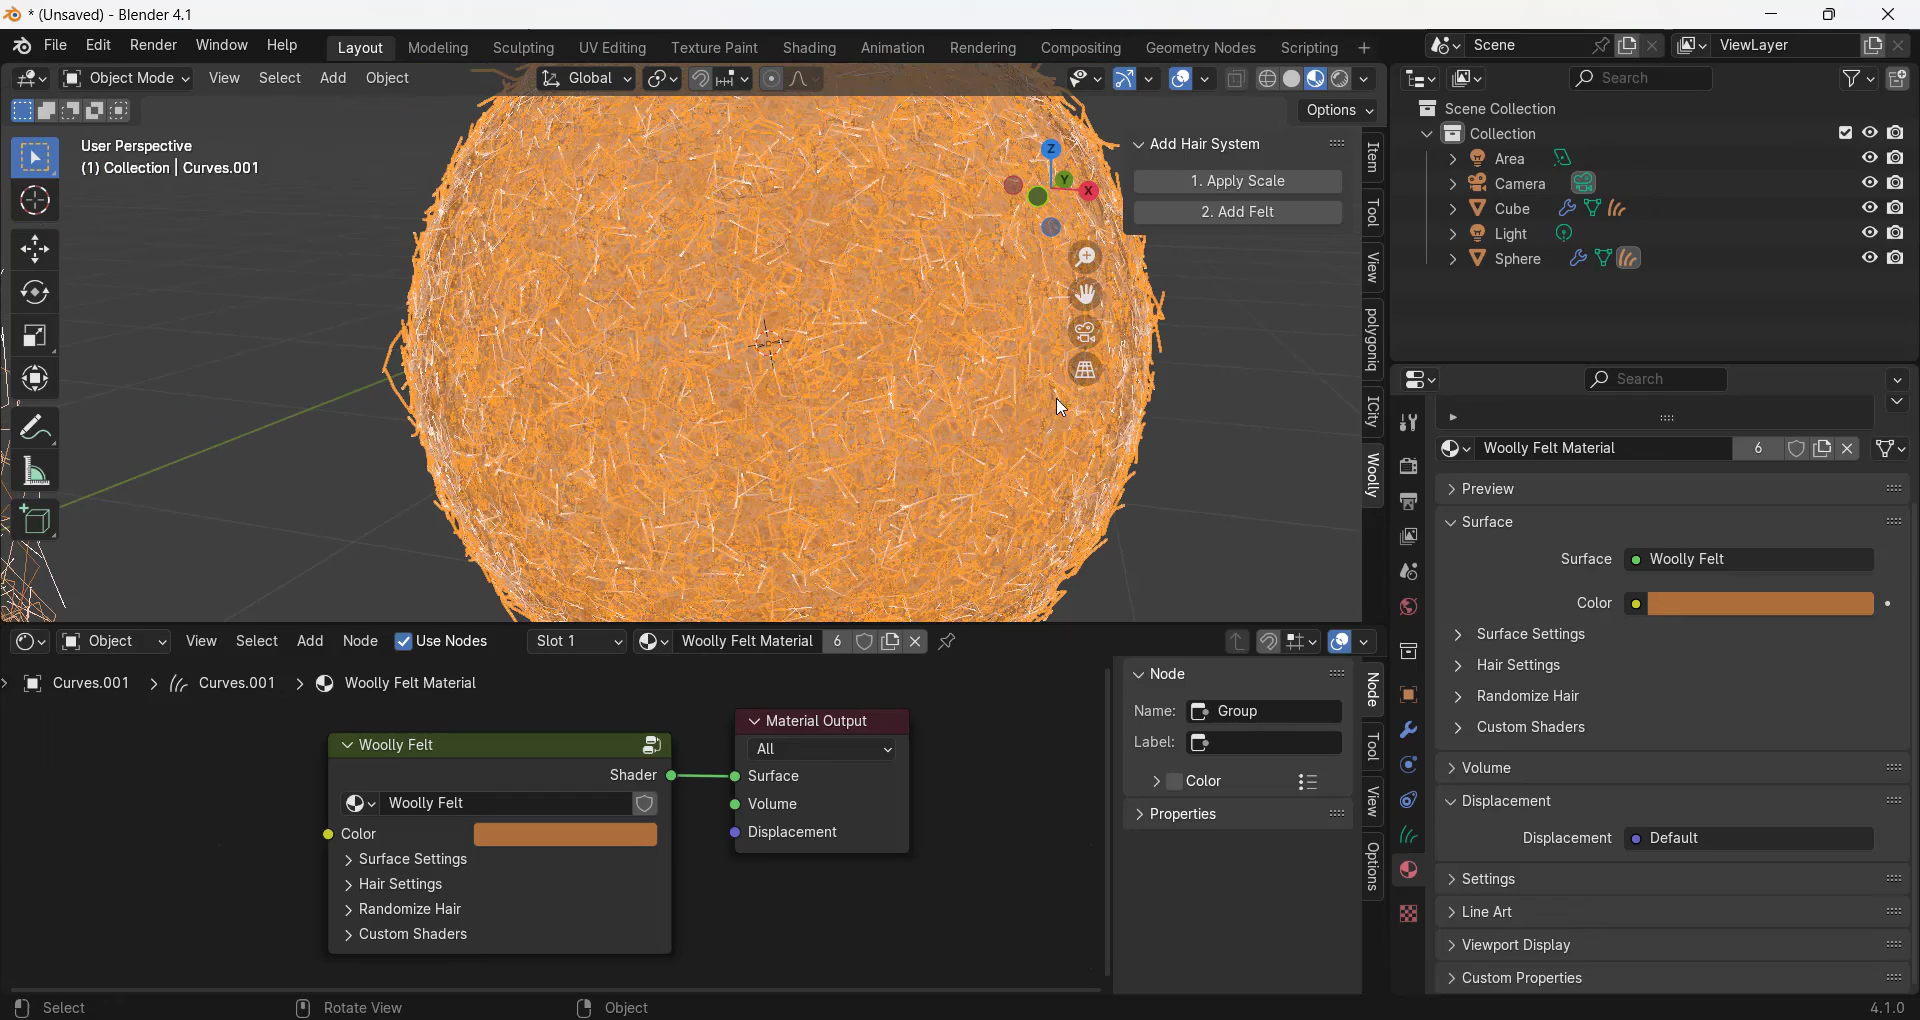 * (Unsaved) - Blender 4.1
File Edit Render Window Help Layout Modeling Sculpting UV Editing Texture Paint Shading Animation Rendering Compositing Geometry Nodes Scripting + Scene ViewLayer
Object Mode View Select Add Object Global Search
Options
User Perspective
(1) Collection | Curves.001
Add Hair System
1. Apply Scale
2. Add Felt
Z
Y
X
Item
Tool
View
polygoniq
ICity
Woolly
Scene Collection
Collection
Area
Camera
Cube
Light
Sphere
Search
Woolly Felt Material 6
Preview
Surface
Surface Woolly Felt
Color
Surface Settings
Hair Settings
Randomize Hair
Custom Shaders
Volume
Displacement
Displacement Default
Settings
Line Art
Viewport Display
Custom Properties
Object View Select Add Node Use Nodes Slot 1 Woolly Felt Material 6
Curves.001 > Curves.001 > Woolly Felt Material
Woolly Felt
Shader
Woolly Felt
Color
Surface Settings
Hair Settings
Randomize Hair
Custom Shaders
Material Output
All
Surface
Volume
Displacement
Node
Name: Group
Label:
Color
Properties
Node
Tool
View
Options
Select Rotate View Object 4.1.0